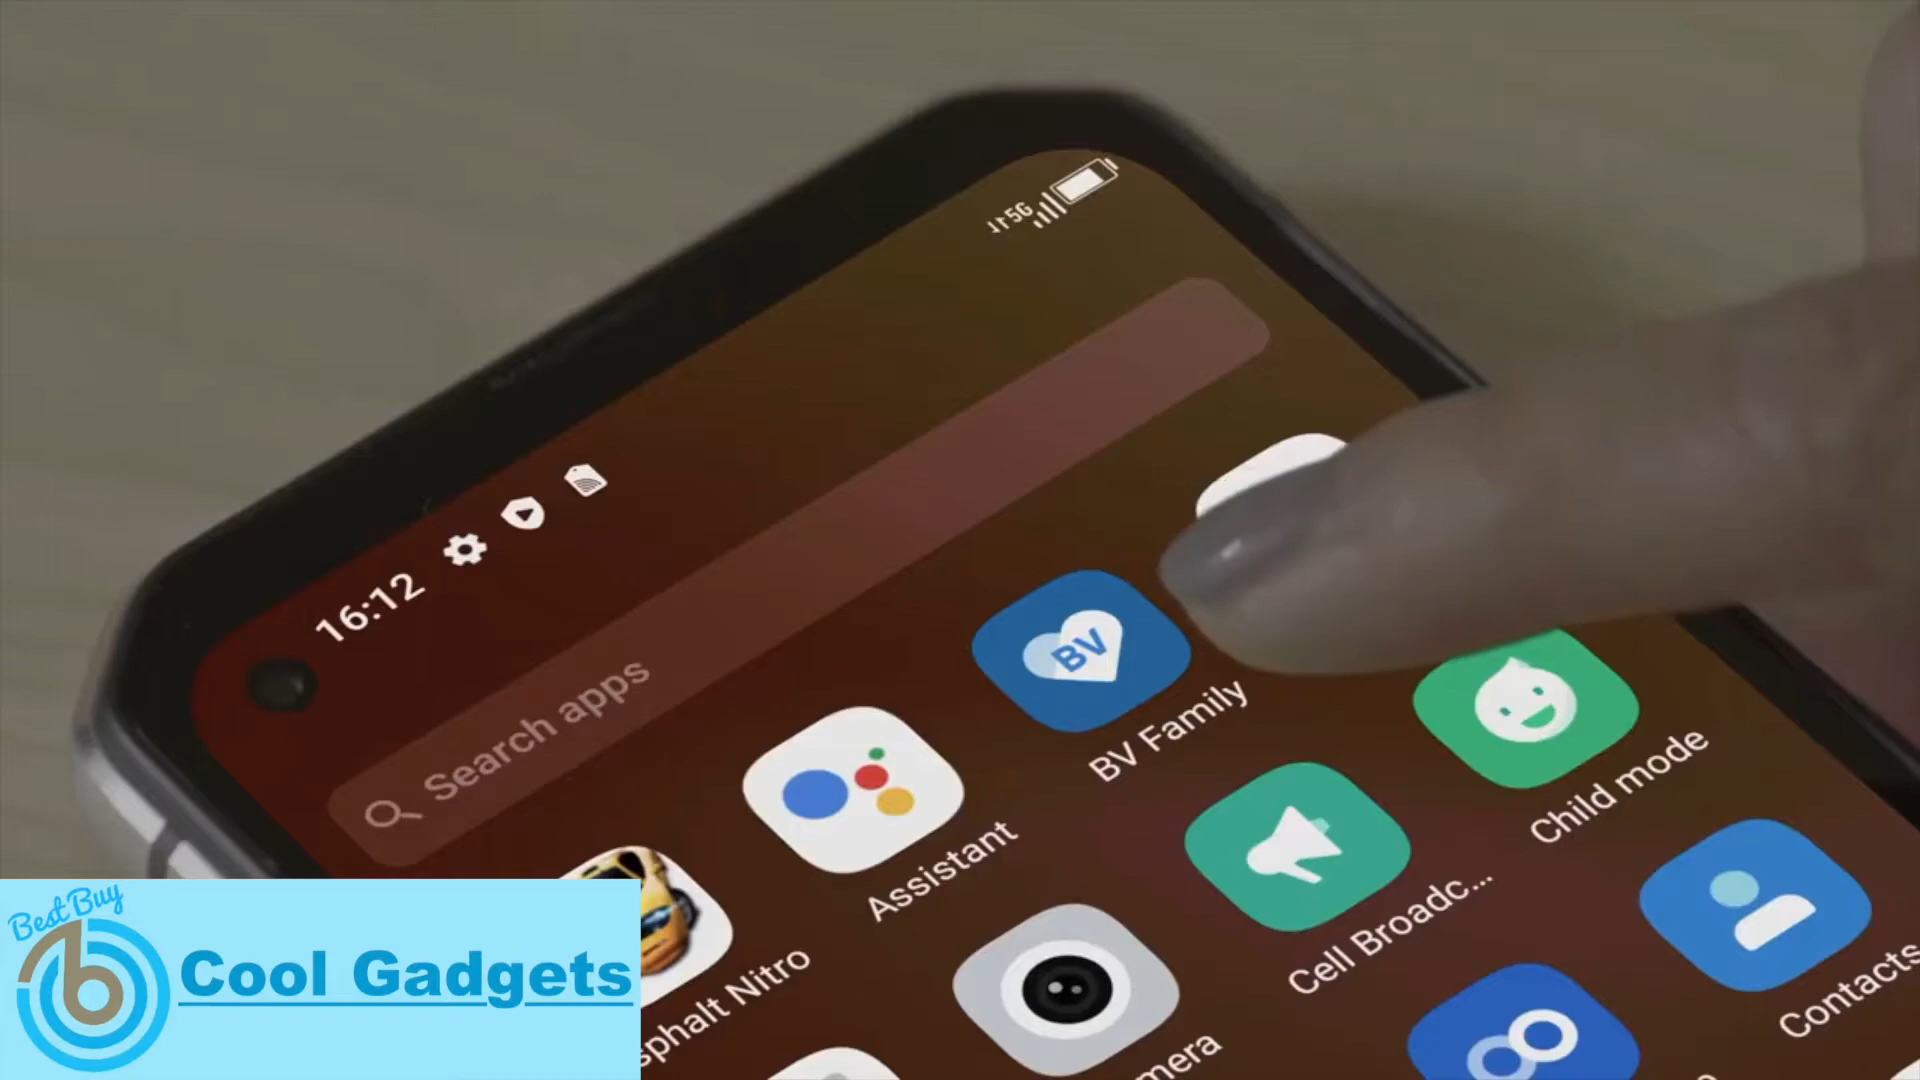 5G
16:12
Search apps
BV
BV Family
Assistant
Child mode
Cell Broadc...
sphalt Nitro
mera
Contacts
Best Buy
b
Cool Gadgets